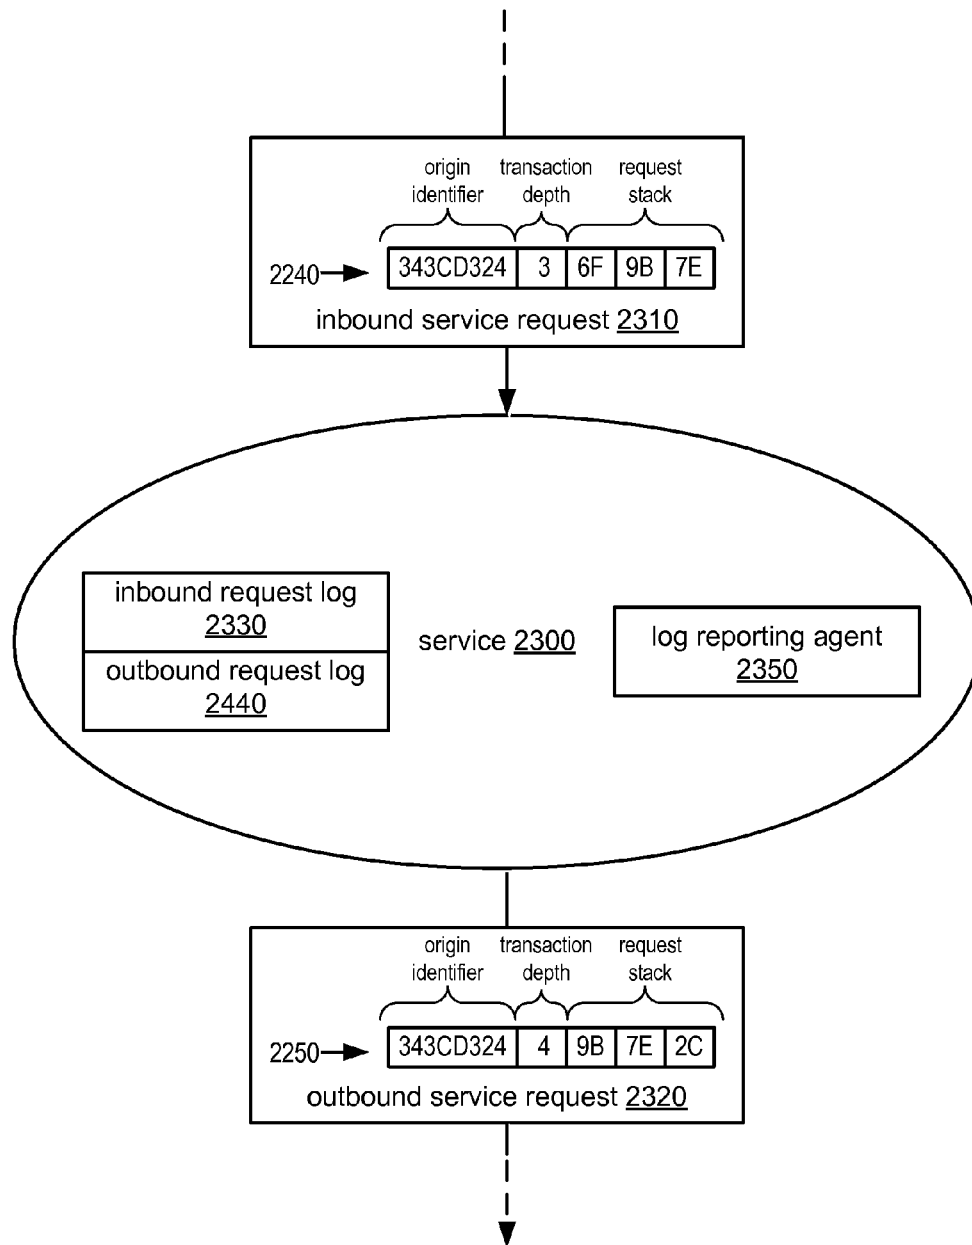 origin transaction request
identifier depth stack
2240 343CD324 3 6F 9B 7E
inbound service request 2310
inbound request log
2330
outbound request log
2440
service 2300
log reporting agent
2350
origin transaction request
identifier depth stack
2250 343CD324 4 9B 7E 2C
outbound service request 2320